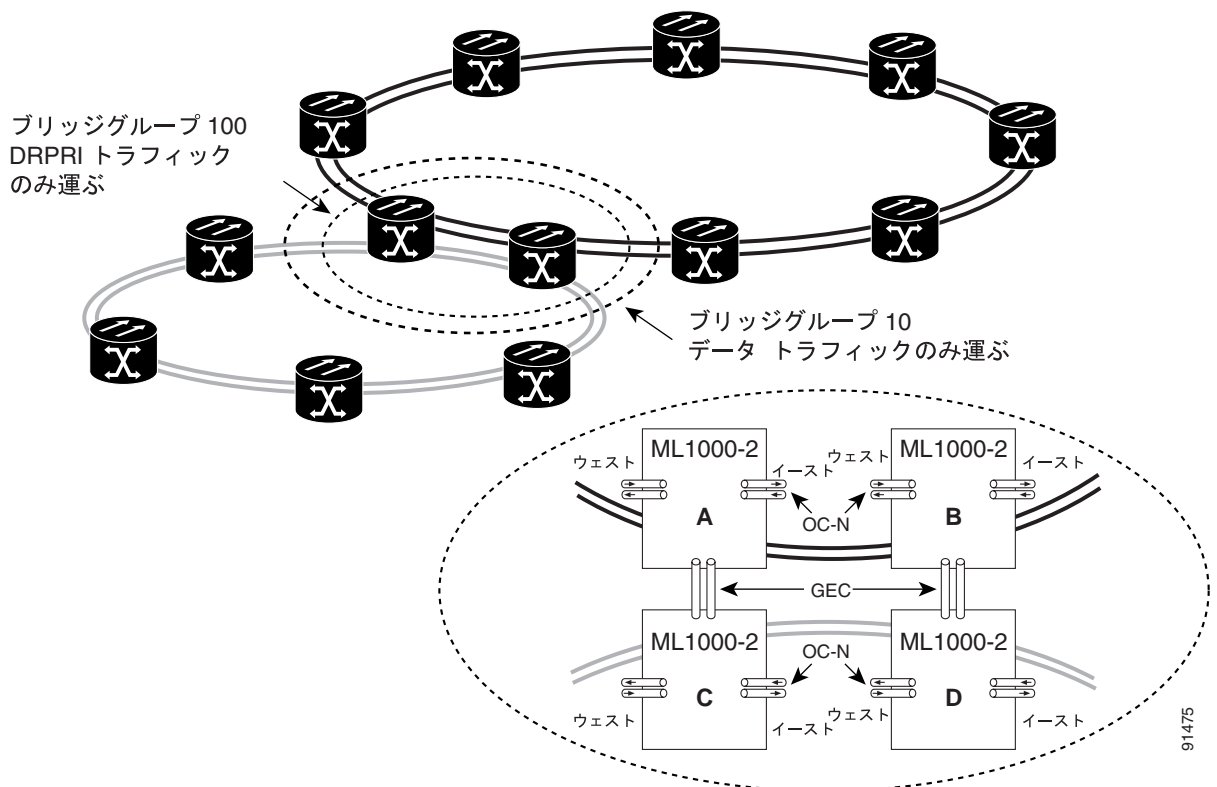 ブリッジグループ 100
DRPRI トラフィック
のみ運ぶ
ブリッジグループ 10
データ トラフィックのみ運ぶ
ML1000-2
ML1000-2
ウェスト
イースト
ウェスト
イースト
A
OC-N
B
GEC
ML1000-2
ML1000-2
OC-N
C
D
ウェスト
イースト
ウェスト
イースト
91475